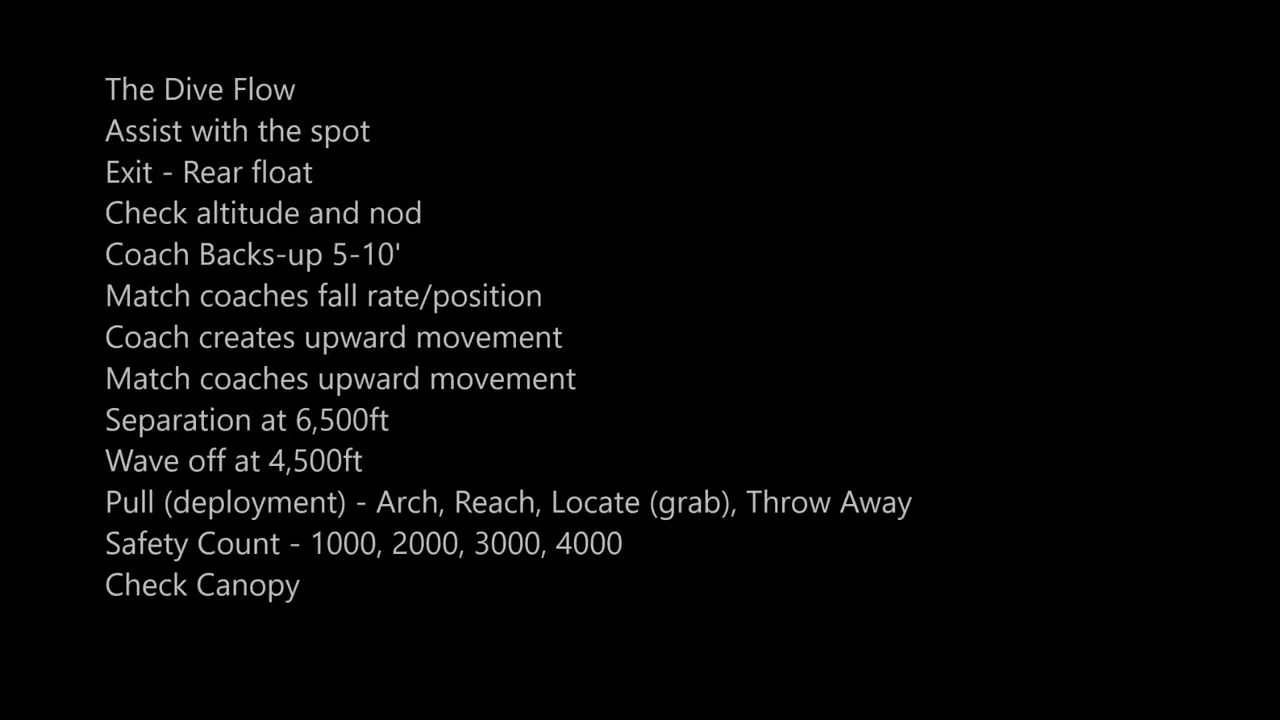 The Dive Flow
Assist with the spot
Exit - Rear float
Check altitude and nod
Coach Backs-up 5-10'
Match coaches fall rate/position
Coach creates upward movement
Match coaches upward movement
Separation at 6,500ft
Wave off at 4,500ft
Pull (deployment) - Arch, Reach, Locate (grab), Throw Away
Safety Count - 1000, 2000, 3000, 4000
Check Canopy